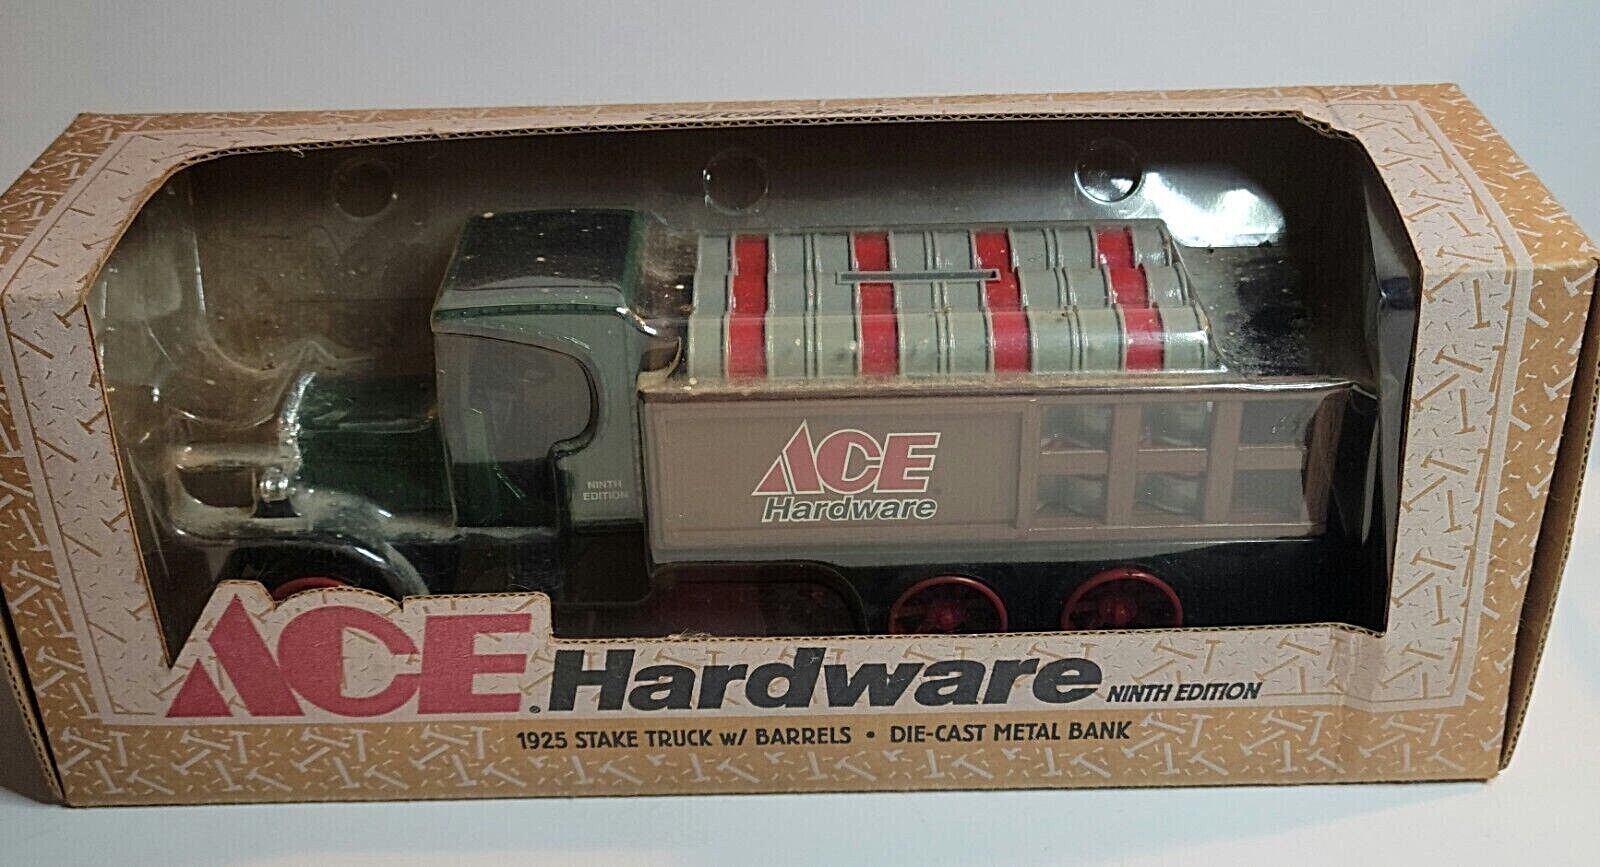 NINTH
EDITION
ACE
Hardware
ACE Hardware NINTH EDITION
1925 STAKE TRUCK w/ BARRELS • DIE-CAST METAL BANK